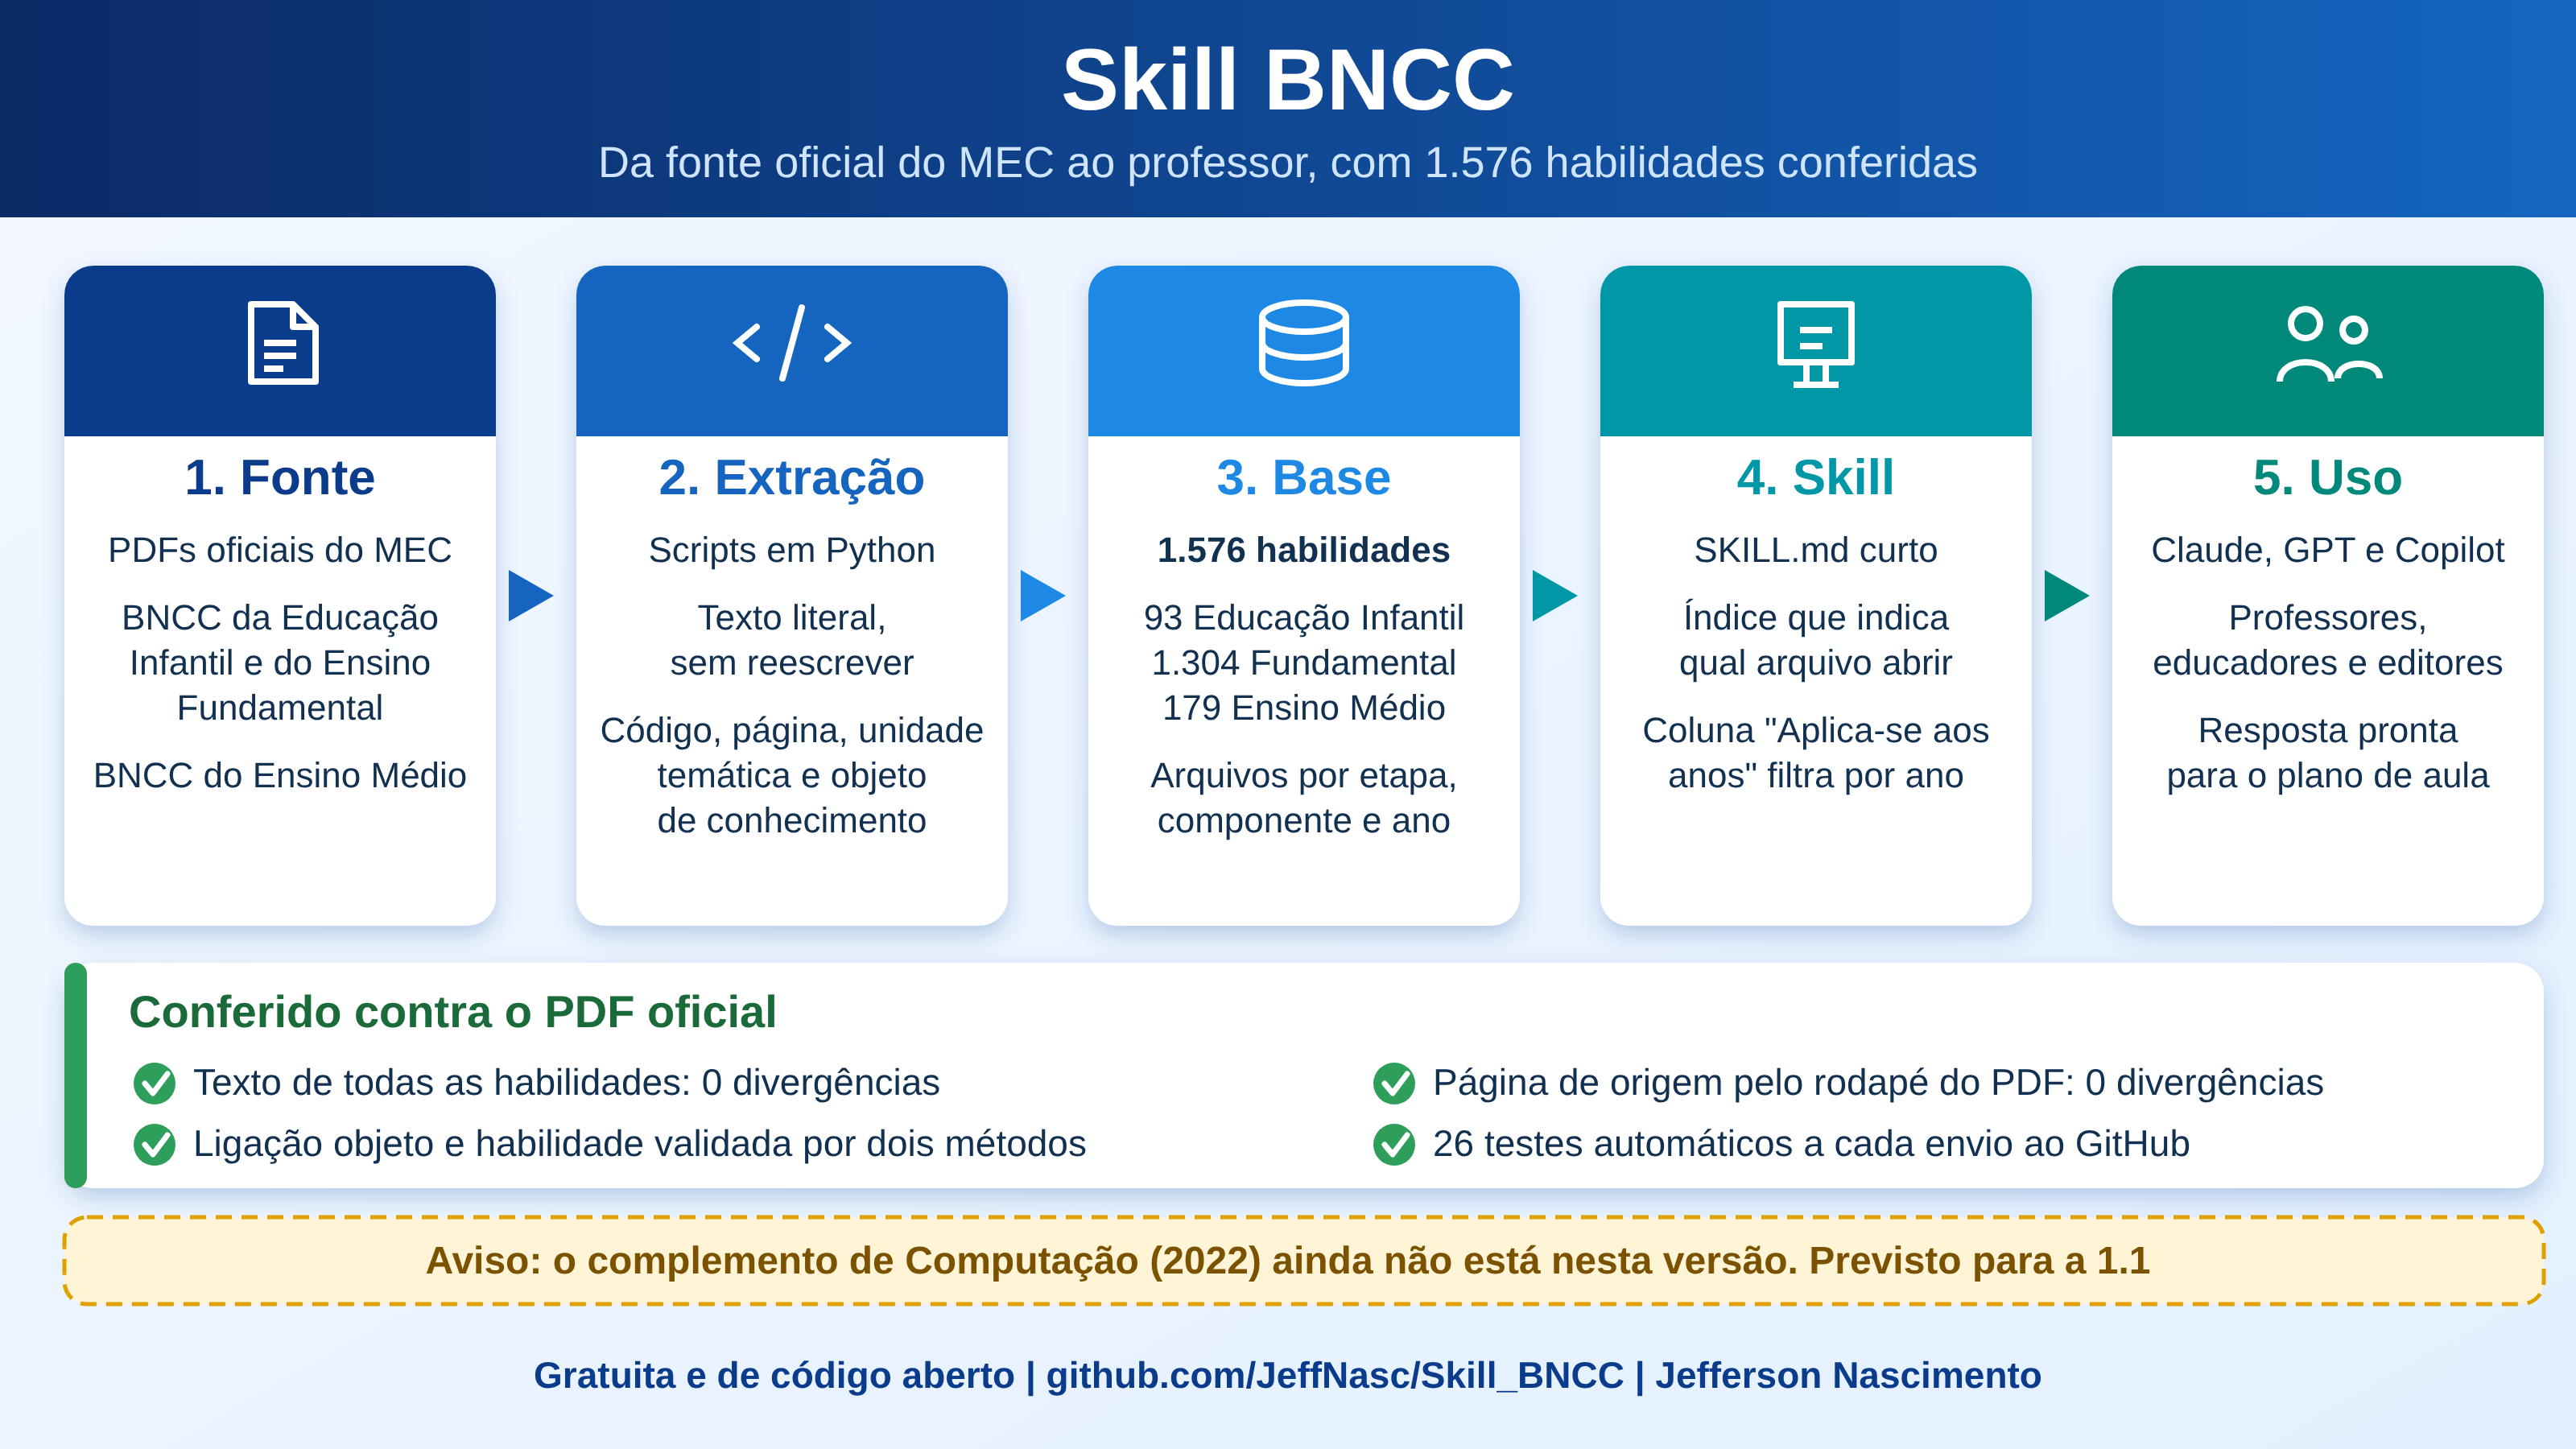 Skill BNCC
Da fonte oficial do MEC ao professor, com 1.576 habilidades conferidas
1. Fonte
PDFs oficiais do MEC
BNCC da Educação
Infantil e do Ensino
Fundamental
BNCC do Ensino Médio
2. Extração
Scripts em Python
Texto literal,
sem reescrever
Código, página, unidade
temática e objeto
de conhecimento
3. Base
1.576 habilidades
93 Educação Infantil
1.304 Fundamental
179 Ensino Médio
Arquivos por etapa,
componente e ano
4. Skill
SKILL.md curto
Índice que indica
qual arquivo abrir
Coluna "Aplica-se aos
anos" filtra por ano
5. Uso
Claude, GPT e Copilot
Professores,
educadores e editores
Resposta pronta
para o plano de aula
Conferido contra o PDF oficial
Texto de todas as habilidades: 0 divergências
Página de origem pelo rodapé do PDF: 0 divergências
Ligação objeto e habilidade validada por dois métodos
26 testes automáticos a cada envio ao GitHub
Aviso: o complemento de Computação (2022) ainda não está nesta versão. Previsto para a 1.1
Gratuita e de código aberto | github.com/JeffNasc/Skill_BNCC | Jefferson Nascimento